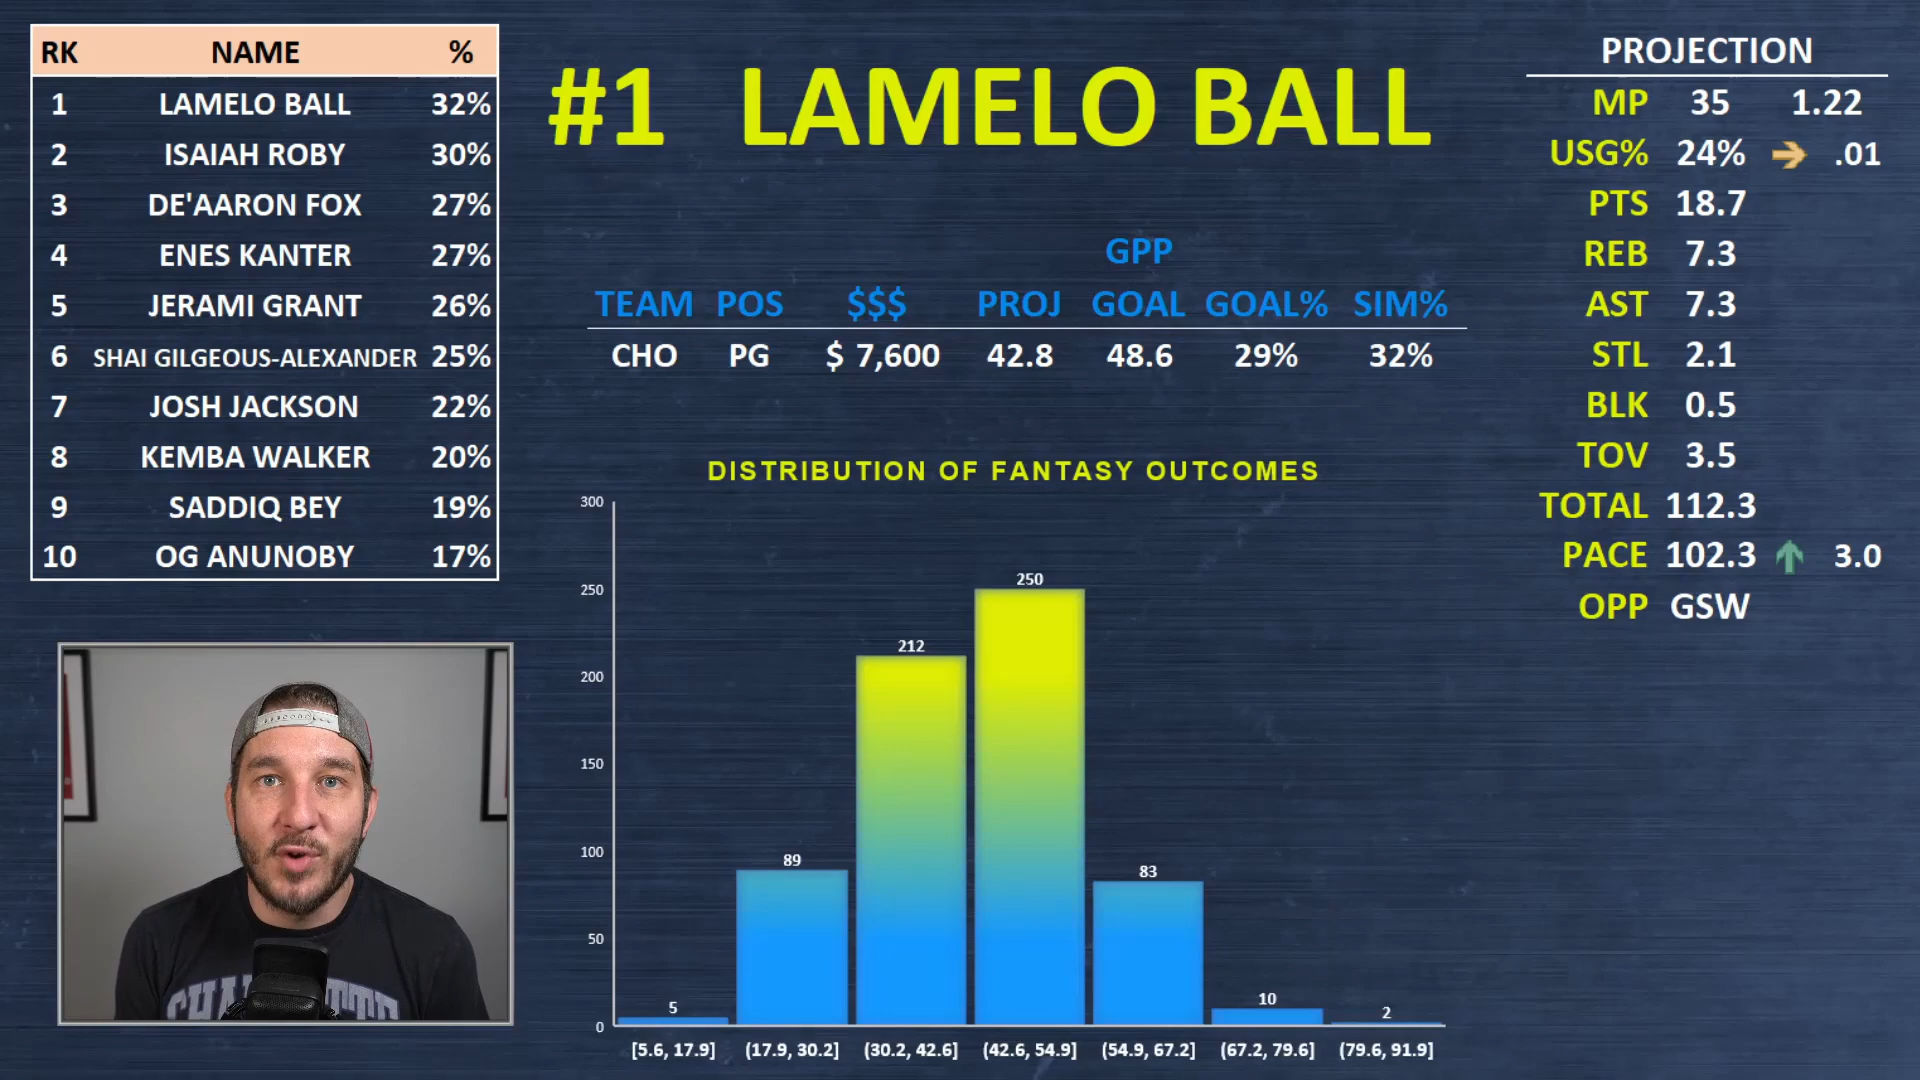 RK NAME %
1 LAMELO BALL 32%
2 ISAIAH ROBY 30%
3 DE'AARON FOX 27%
4 ENES KANTER 27%
5 JERAMI GRANT 26%
6 SHAI GILGEOUS-ALEXANDER 25%
7 JOSH JACKSON 22%
8 KEMBA WALKER 20%
9 SADDIQ BEY 19%
10 OG ANUNOBY 17%
#1 LAMELO BALL
GPP
TEAM POS $$$ PROJ GOAL GOAL% SIM%
CHO PG $ 7,600 42.8 48.6 29% 32%
PROJECTION
MP 35 1.22
USG% 24% .01
PTS 18.7
REB 7.3
AST 7.3
STL 2.1
BLK 0.5
TOV 3.5
TOTAL 112.3
PACE 102.3 3.0
OPP GSW
DISTRIBUTION OF FANTASY OUTCOMES
300
250
200
150
100
50
0
5 89 212 250 83 10 2
[5.6, 17.9] (17.9, 30.2] (30.2, 42.6] (42.6, 54.9] (54.9, 67.2] (67.2, 79.6] (79.6, 91.9]